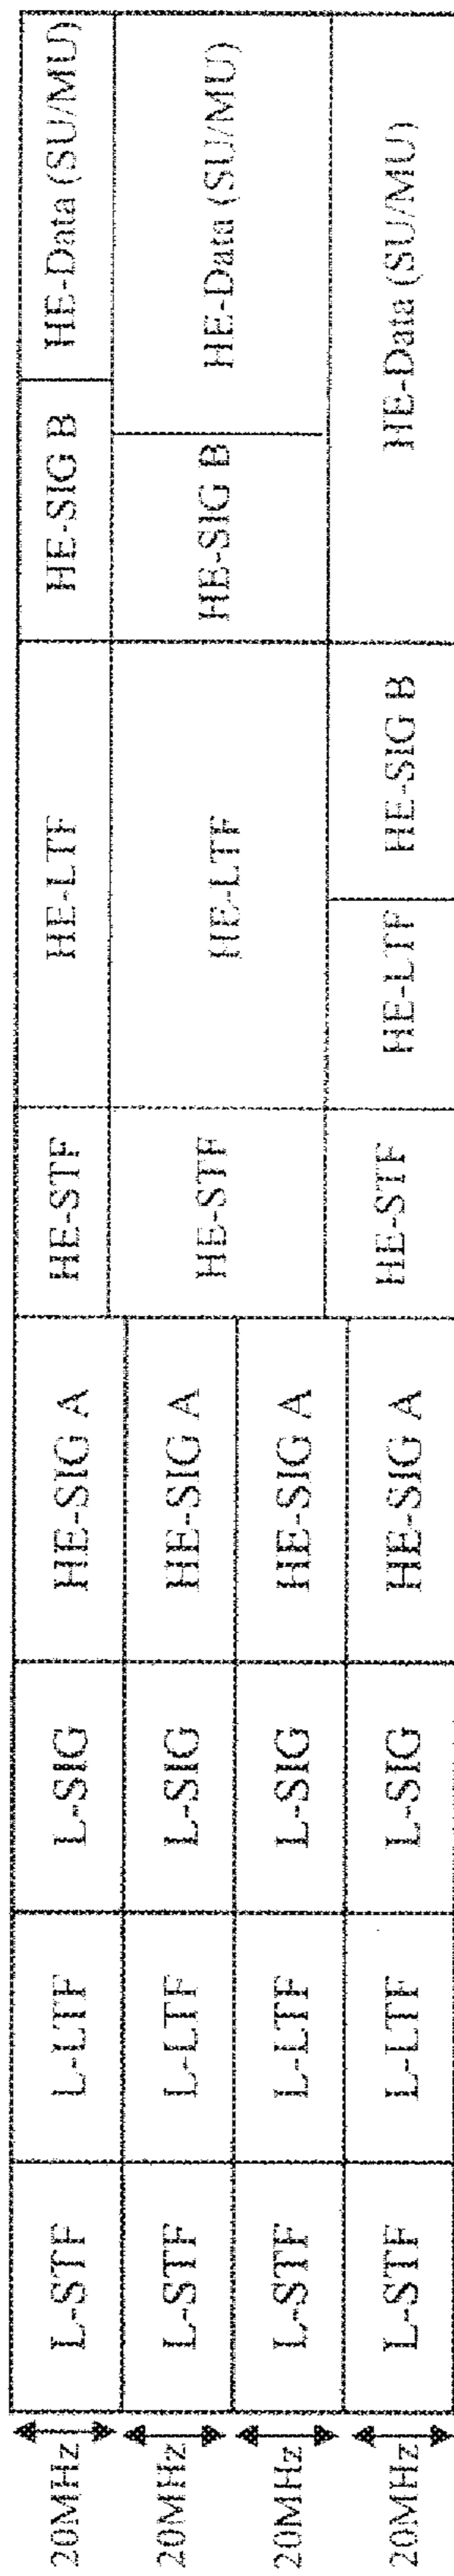 20MHz L-STF L-LTF L-SIG HE-SIG A HE-STF HE-LTF HE-SIG B HE-Data (SU/MU)
20MHz L-STF L-LTF L-SIG HE-SIG A
HE-STF HE-LTF HE-SIG B HE-Data (SU/MU)
20MHz L-STF L-LTF L-SIG HE-SIG A
20MHz L-STF L-LTF L-SIG HE-SIG A HE-STF HE-LTF HE-SIG B HE-Data (SU/MU)